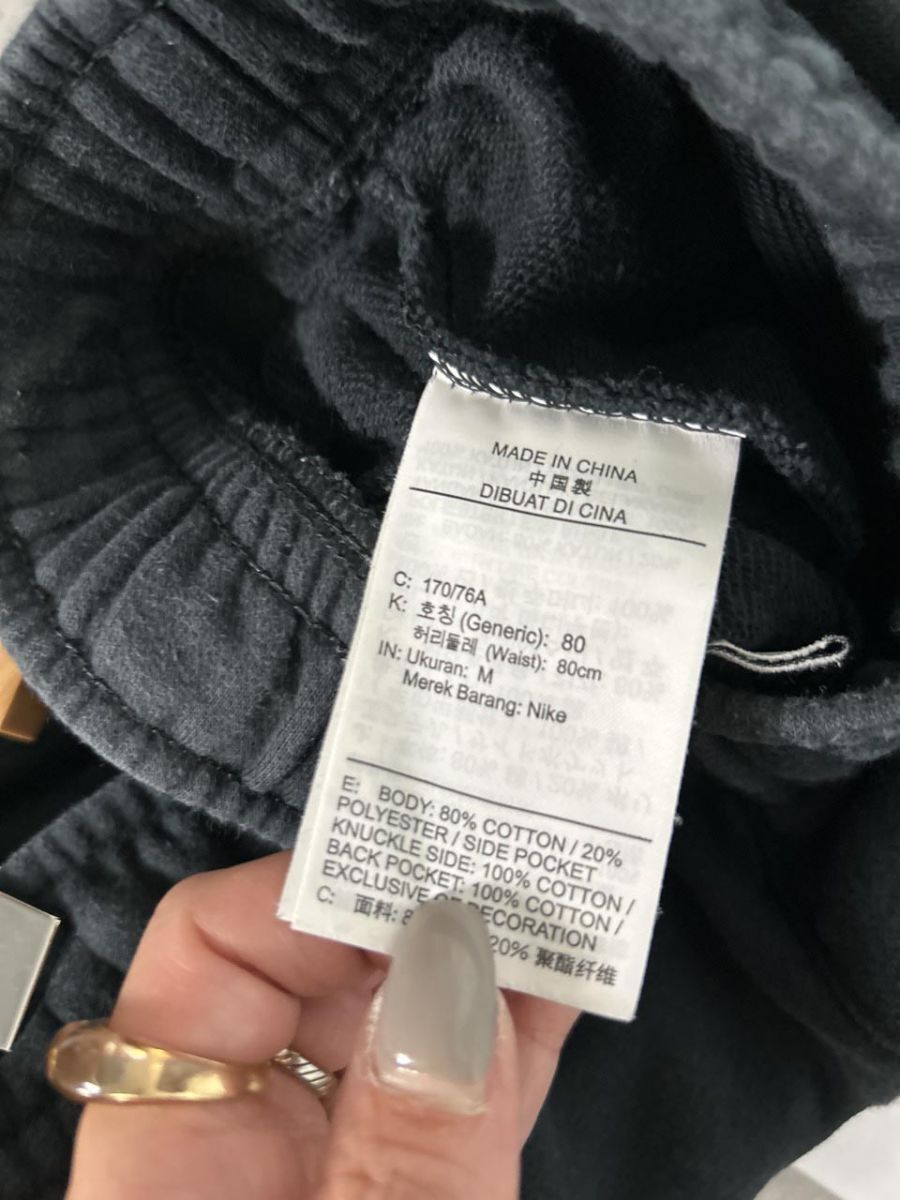 MADE IN CHINA
中国製
DIBUAT DI CINA
C: 170/76A
K: 호칭 (Generic): 80
허리둘레 (Waist): 80cm
IN: Ukuran: M
Merek Barang: Nike
E: BODY: 80% COTTON / 20%
POLYESTER / SIDE POCKET
KNUCKLE SIDE: 100% COTTON /
BACK POCKET: 100% COTTON /
EXCLUSIVE OF DECORATION
C: 面料: 20% 聚酯纤维